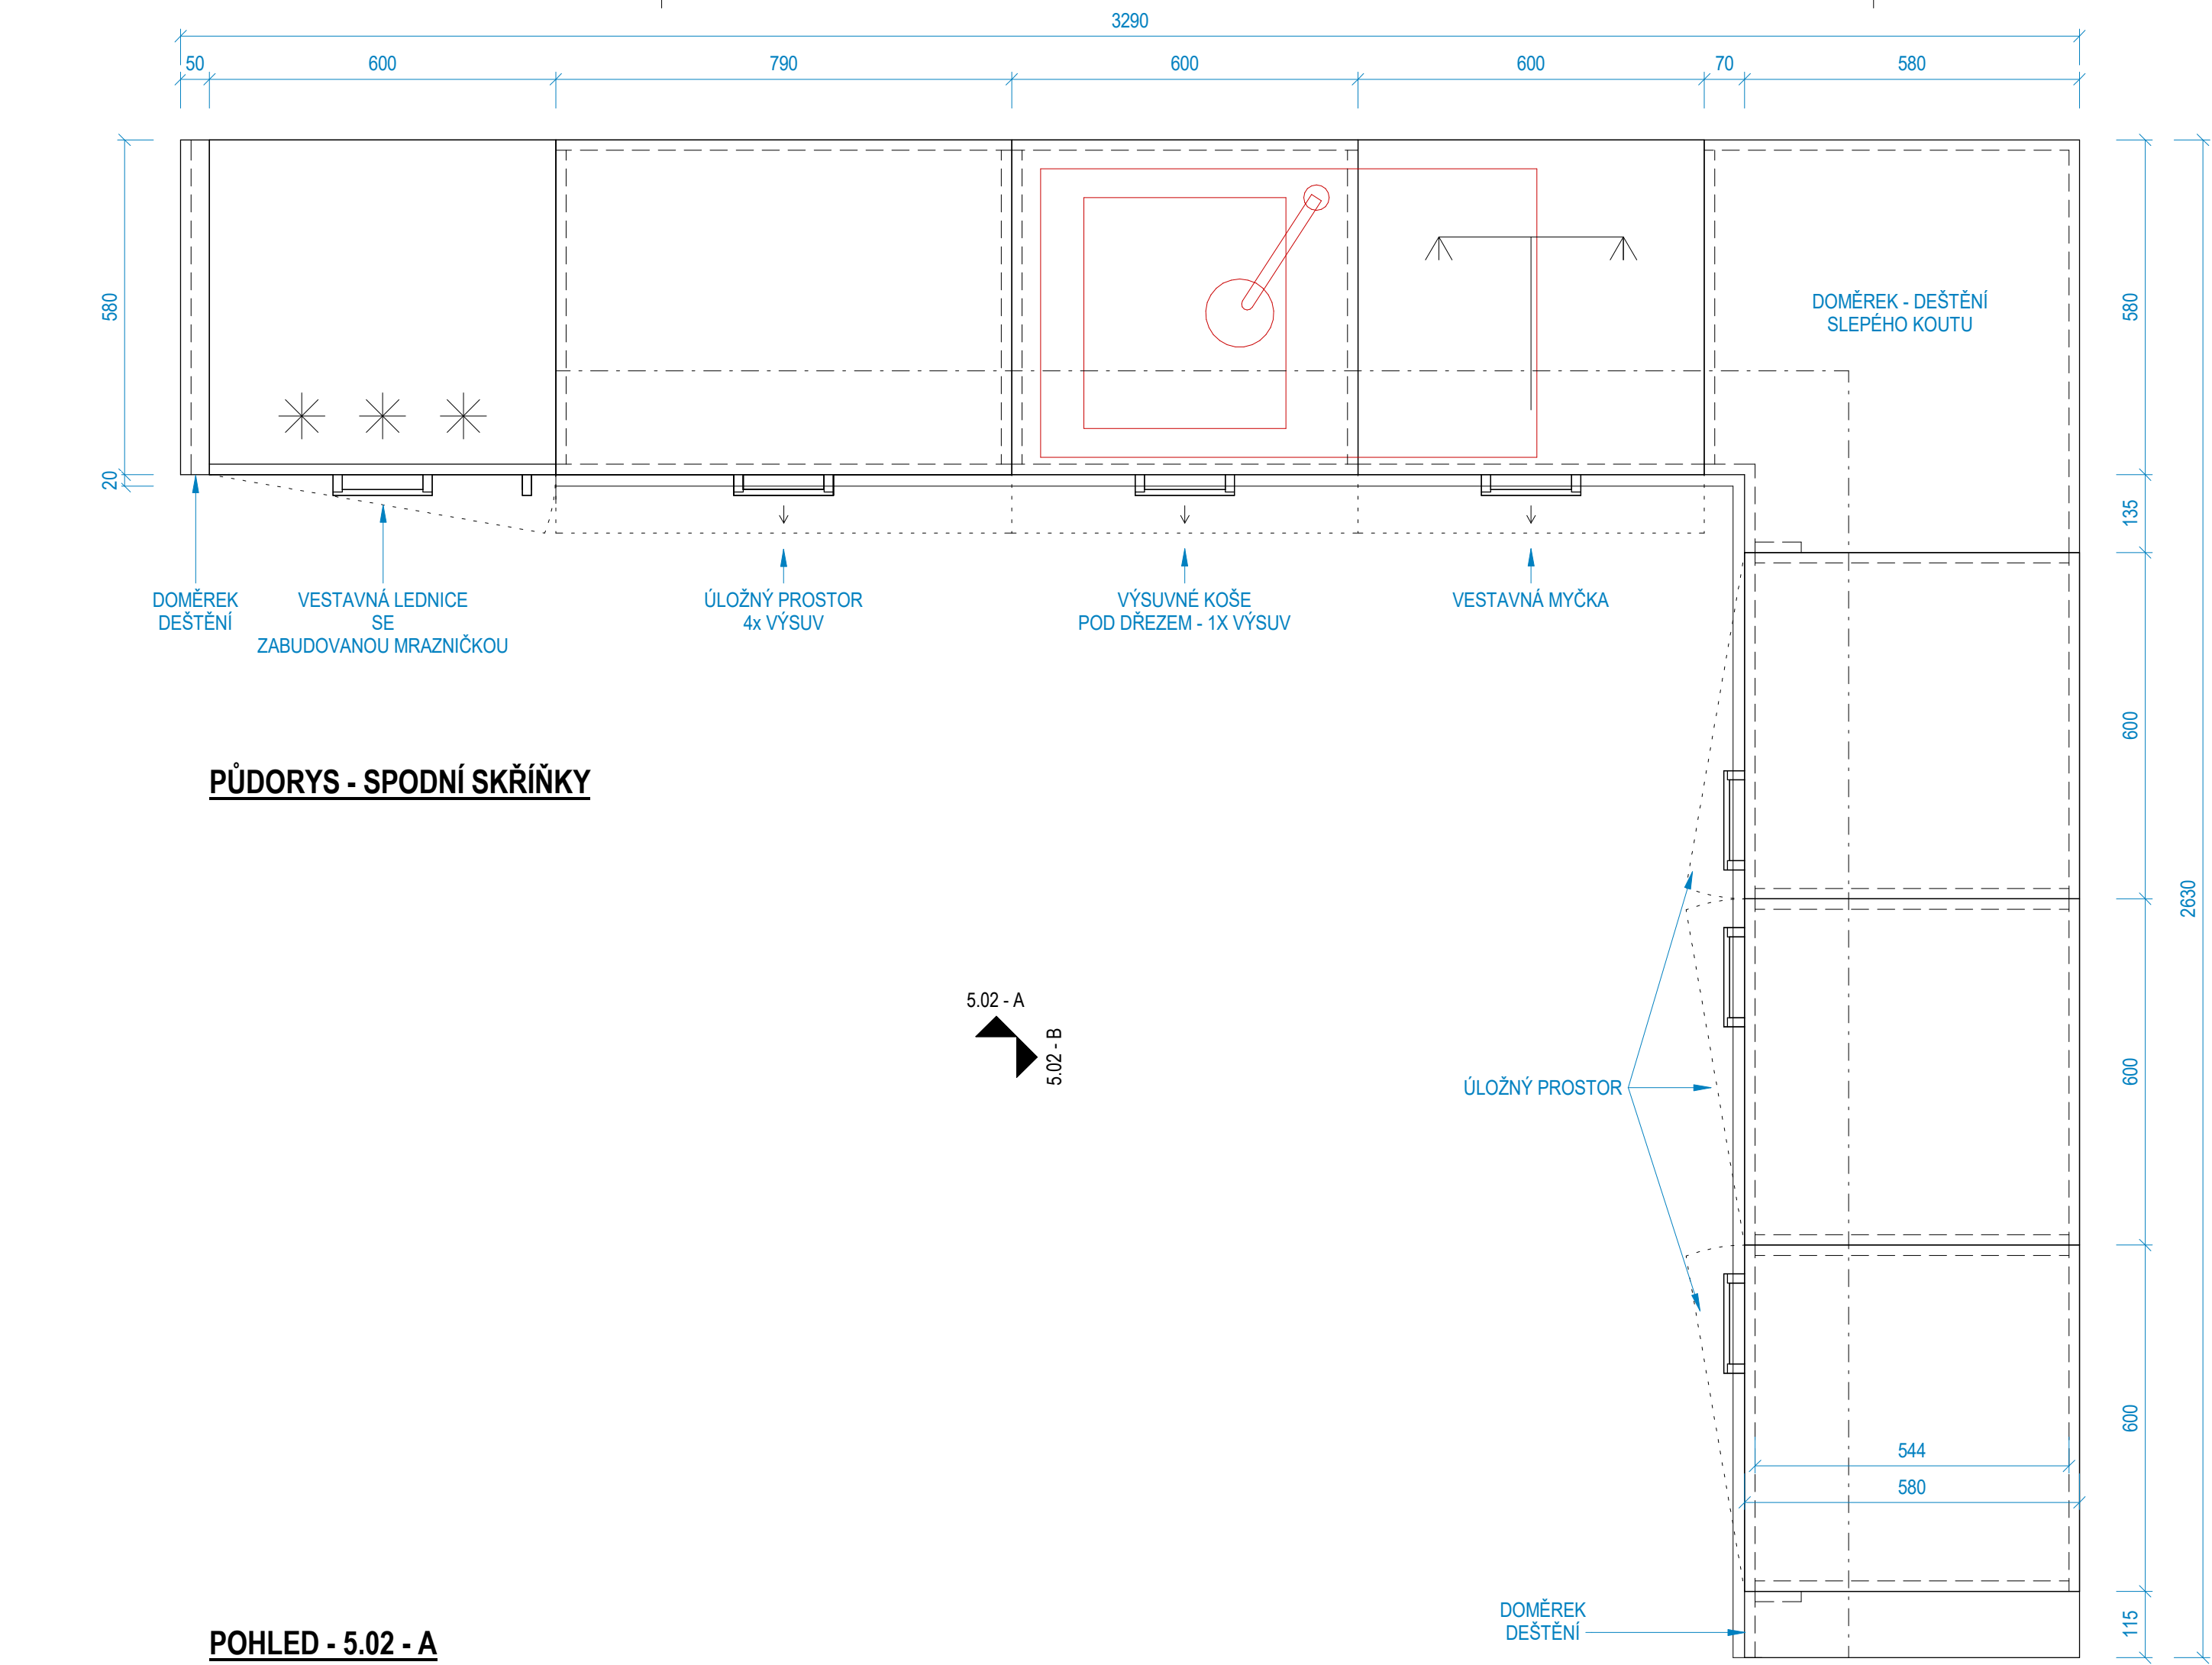 3290
50 600 790 600 600 70 580
580
20
DOMĚREK - DEŠTĚNÍ
SLEPÉHO KOUTU
580
135
600
2630
600
600
115
DOMĚREK
DEŠTĚNÍ
VESTAVNÁ LEDNICE
SE
ZABUDOVANOU MRAZNIČKOU
ÚLOŽNÝ PROSTOR
4x VÝSUV
VÝSUVNÉ KOŠE
POD DŘEZEM - 1X VÝSUV
VESTAVNÁ MYČKA
PŮDORYS - SPODNÍ SKŘÍŇKY
5.02 - A
5.02 - B
ÚLOŽNÝ PROSTOR
544
580
DOMĚREK
DEŠTĚNÍ
POHLED - 5.02 - A